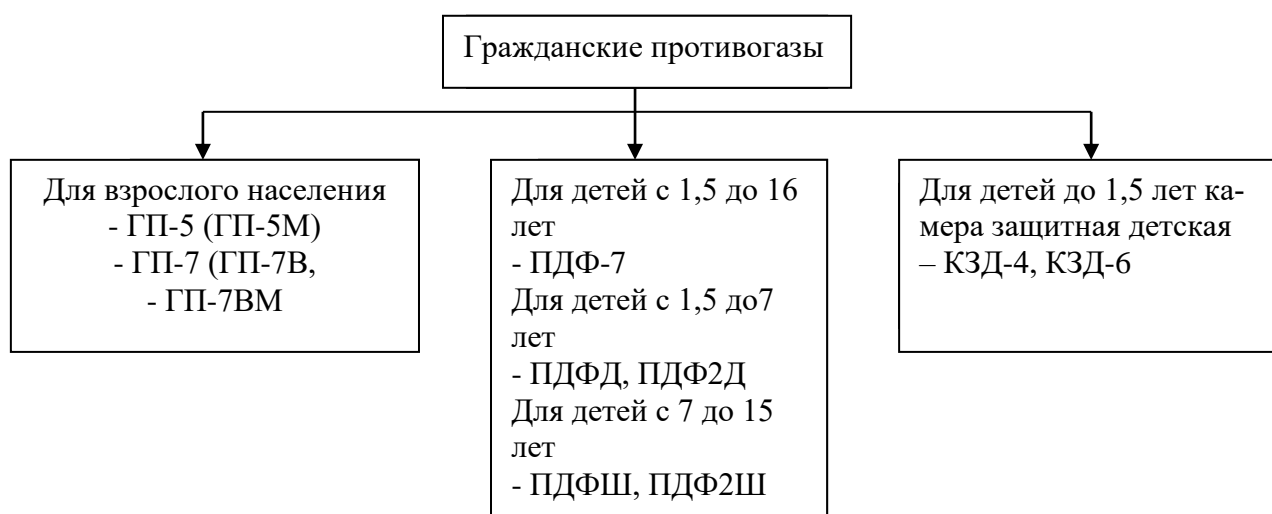 Гражданские противогазы
Для взрослого населения
- ГП-5 (ГП-5М)
- ГП-7 (ГП-7В,
- ГП-7ВМ
Для детей с 1,5 до 16
лет
- ПДФ-7
Для детей с 1,5 до7
лет
- ПДФД, ПДФ2Д
Для детей с 7 до 15
лет
- ПДФШ, ПДФ2Ш
Для детей до 1,5 лет ка-
мера защитная детская
– КЗД-4, КЗД-6